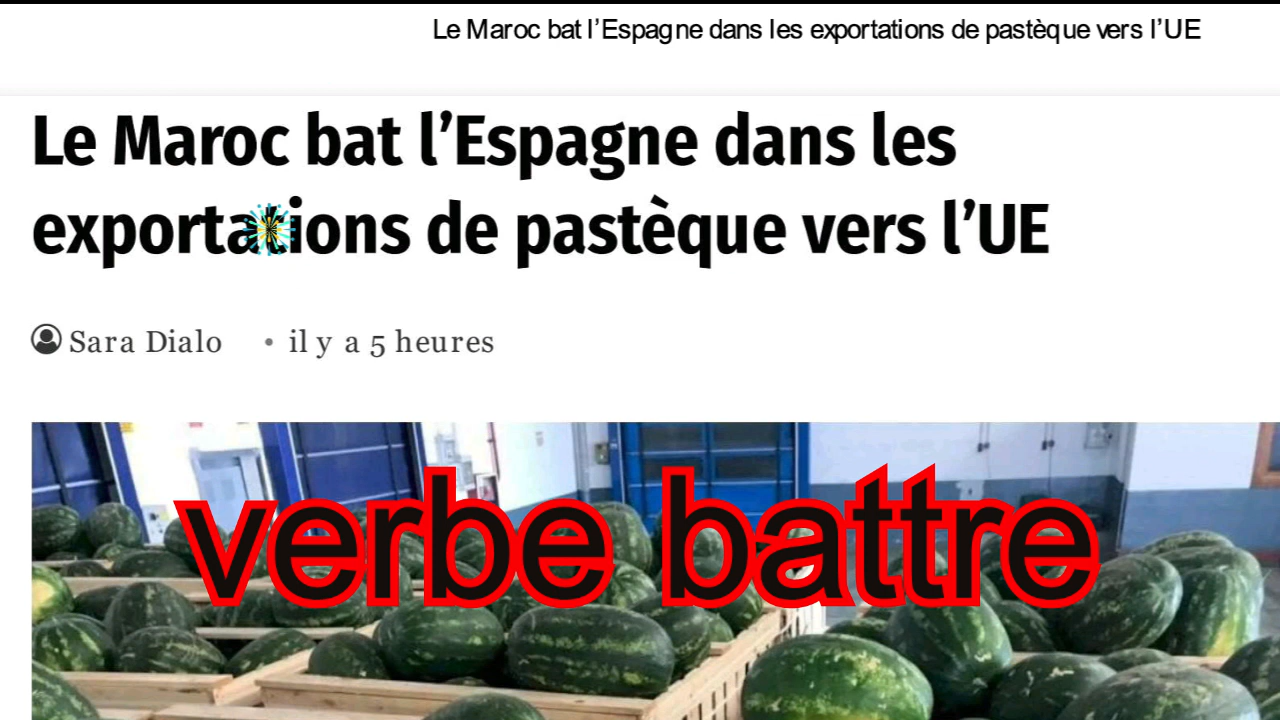 Le Maroc bat l’Espagne dans les exportations de pastèque vers l’UE
Le Maroc bat l’Espagne dans les
exportations de pastèque vers l’UE
Sara Dialo • il y a 5 heures
verbe battre